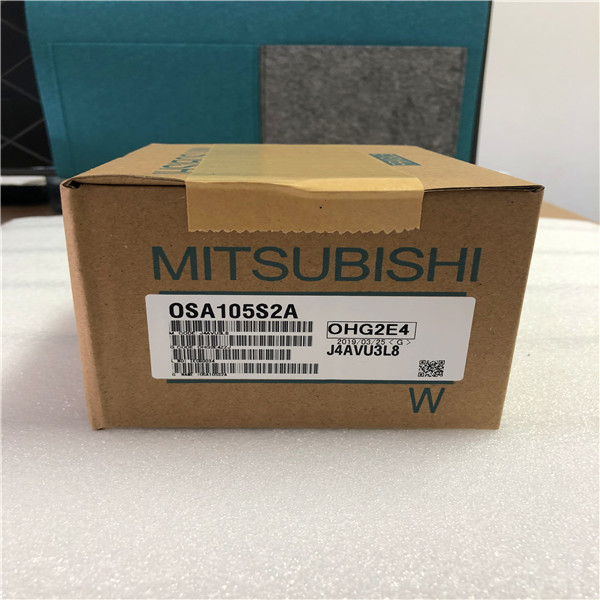 MITSUBISHI
OSA105S2A
OHG2E4
2019/03/25<G>
J4AVU3L8
W